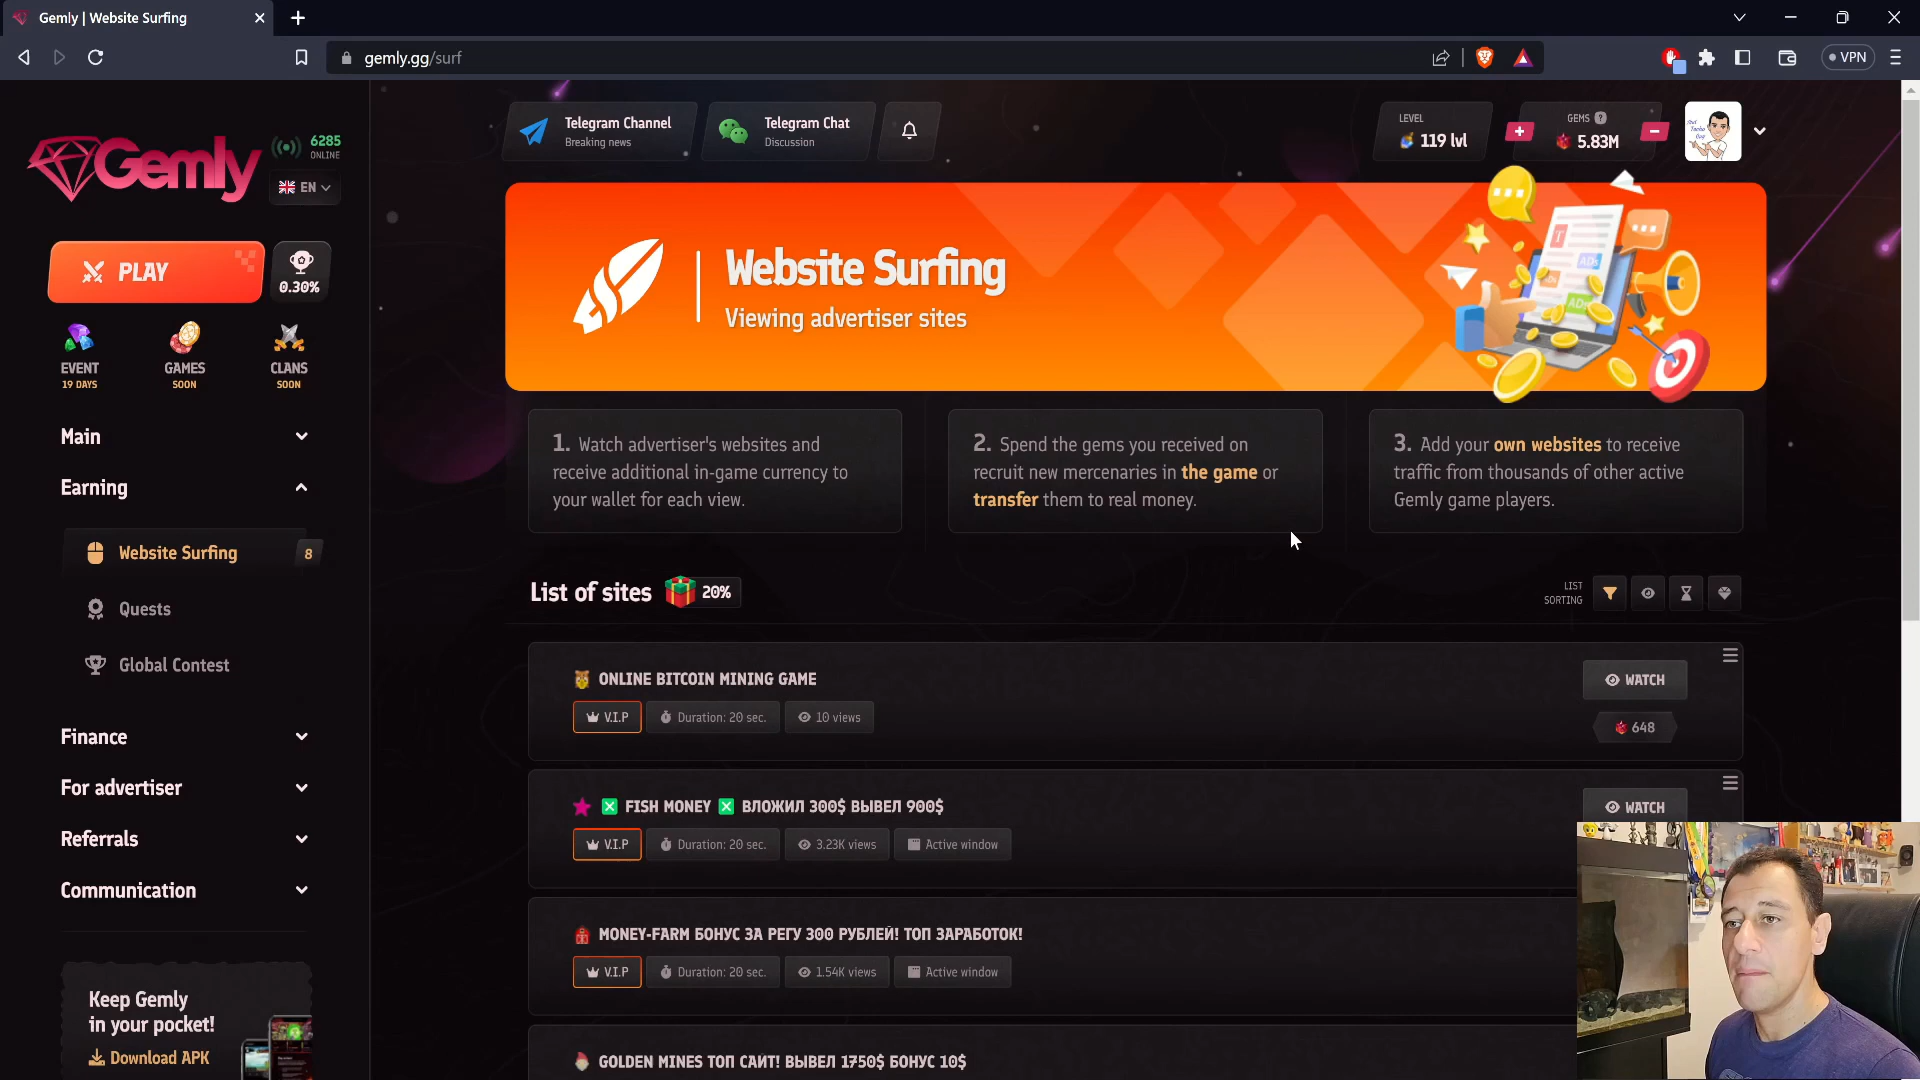 Gemly | Website Surfing
gemly.gg/surf
VPN
Gemly
6285
ONLINE
EN
PLAY
0.30%
EVENT
19 DAYS
GAMES
SOON
CLANS
SOON
Main
Earning
Website Surfing
8
Quests
Global Contest
Finance
For advertiser
Referrals
Communication
Keep Gemly
in your pocket!
Download APK
Telegram Channel
Breaking news
Telegram Chat
Discussion
LEVEL
119 lvl
GEMS
5.83M
Website Surfing
Viewing advertiser sites
1. Watch advertiser's websites and
receive additional in-game currency to
your wallet for each view.
2. Spend the gems you received on
recruit new mercenaries in the game or
transfer them to real money.
3. Add your own websites to receive
traffic from thousands of other active
Gemly game players.
List of sites
20%
LIST
SORTING
ONLINE BITCOIN MINING GAME
V.I.P
Duration: 20 sec.
10 views
WATCH
648
FISH MONEY ВЛОЖИЛ 300$ ВЫВЕЛ 900$
V.I.P
Duration: 20 sec.
3.23K views
Active window
WATCH
MONEY-FARM БОНУС ЗА РЕГУ 300 РУБЛЕЙ! ТОП ЗАРАБОТОК!
V.I.P
Duration: 20 sec.
1.54K views
Active window
GOLDEN MINES ТОП САЙТ! ВЫВЕЛ 1750$ БОНУС 10$